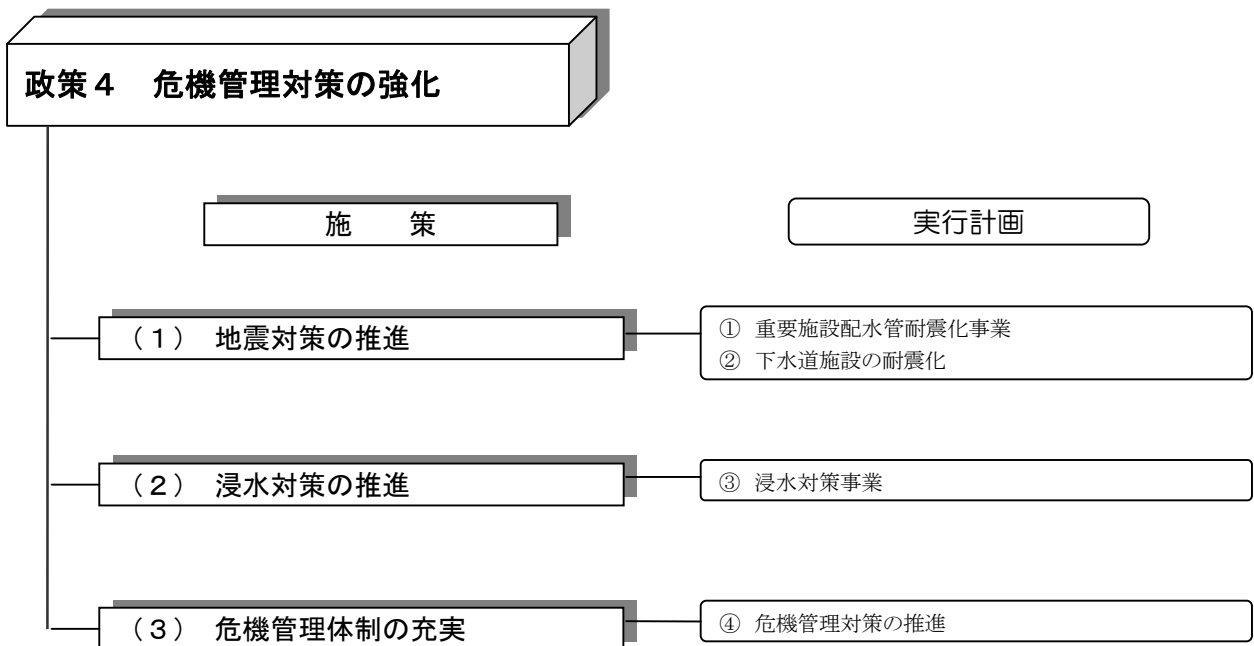 政策４　危機管理対策の強化
施　　策
実行計画
（１）　地震対策の推進
①　重要施設配水管耐震化事業
②　下水道施設の耐震化
（２）　浸水対策の推進
③　浸水対策事業
（３）　危機管理体制の充実
④　危機管理対策の推進